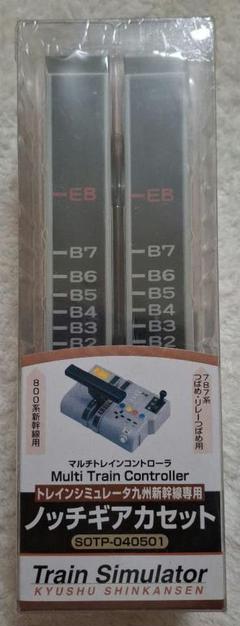 EB
B7
B6
B5
B4
B3
B2
EB
B7
B6
B5
B4
B3
B2
800系新幹線用
787系
つばめ・リレーつばめ用
マルチトレインコントローラ
Multi Train Controller
トレインシミュレータ九州新幹線専用
ノッチギアカセット
SOTP-040501
Train Simulator
KYUSHU SHINKANSEN